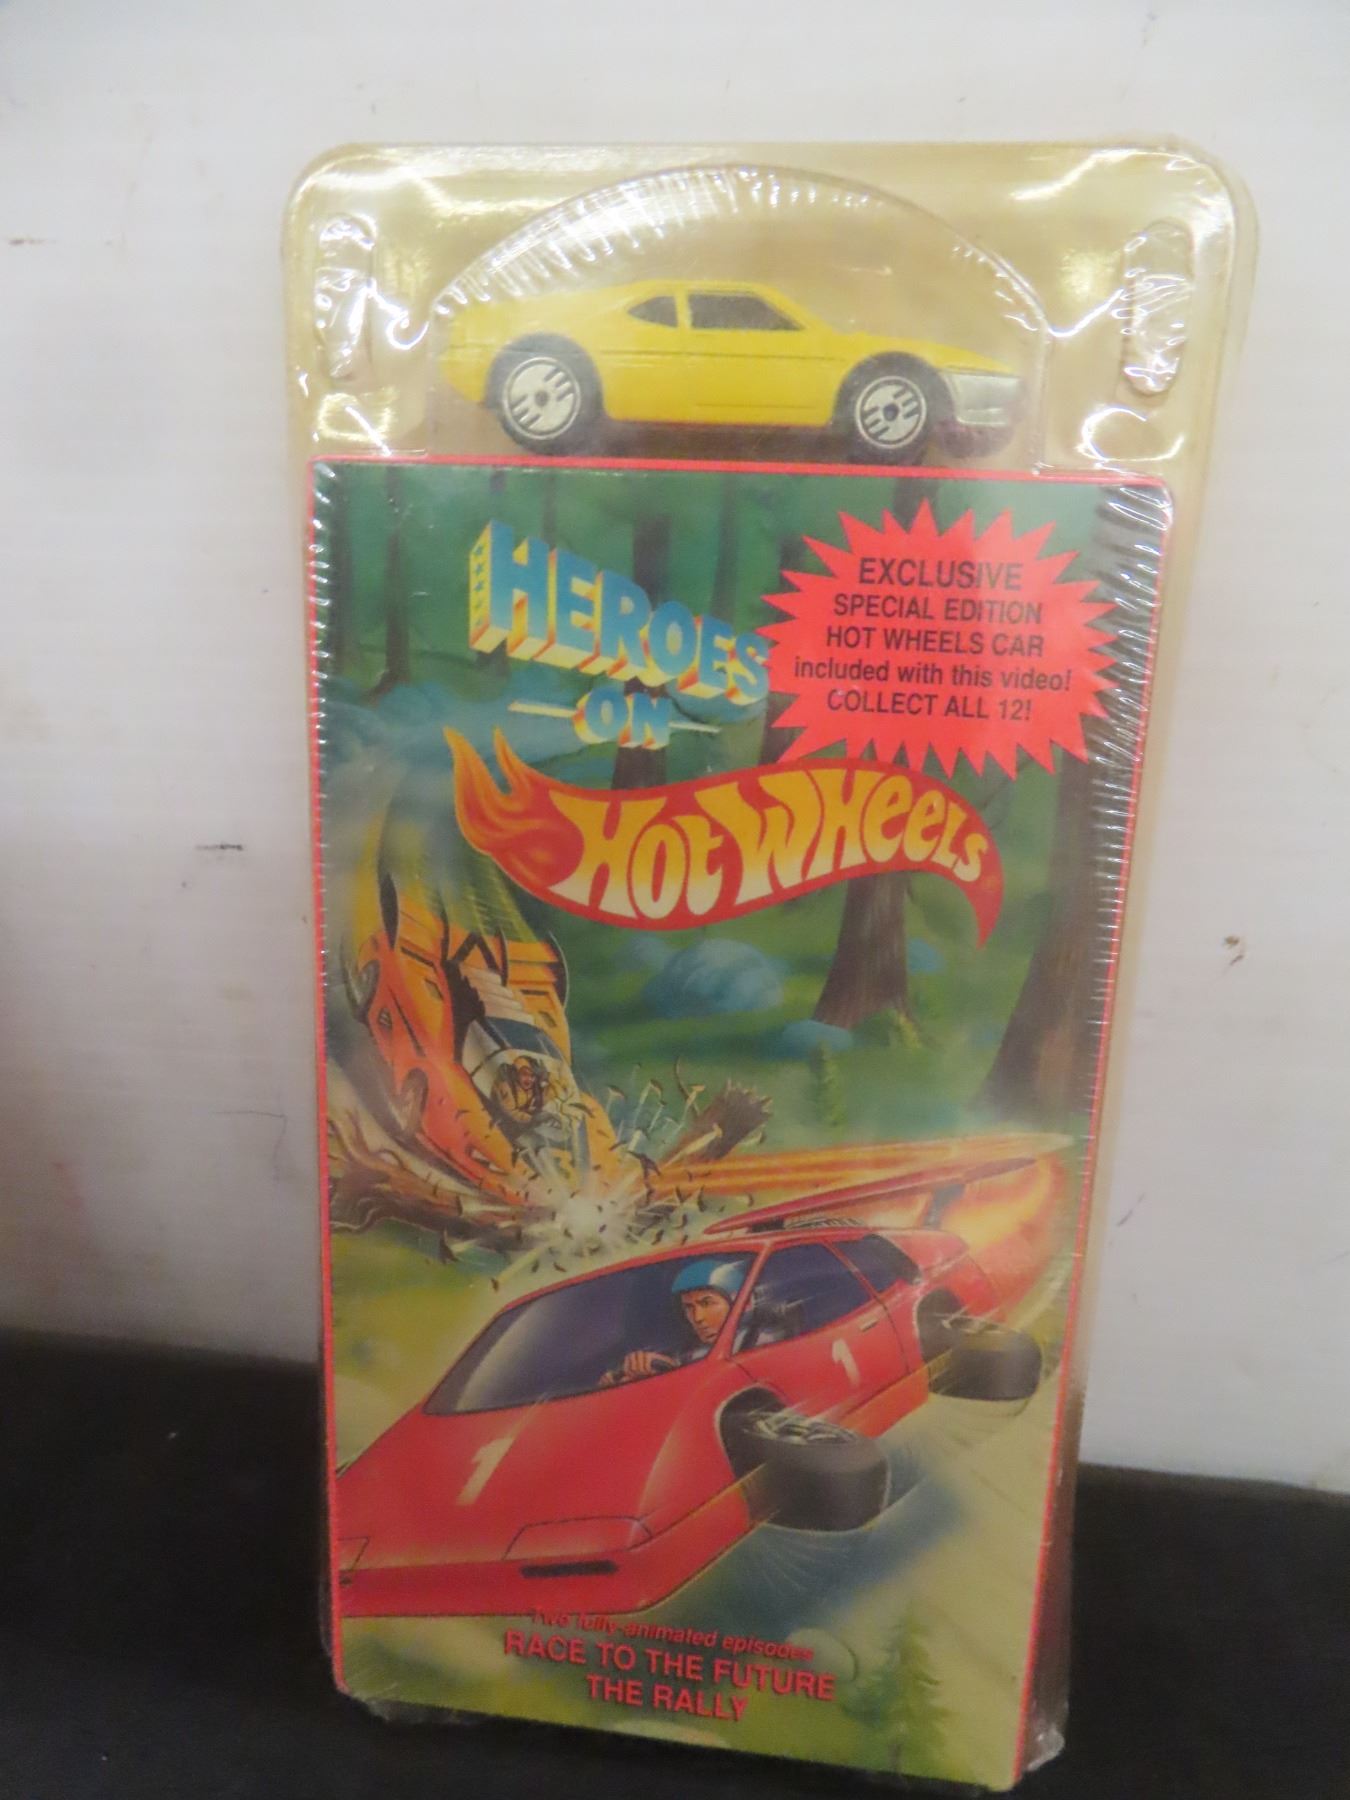 HEROES
ON
HOT WHEELS
EXCLUSIVE
SPECIAL EDITION
HOT WHEELS CAR
included with this video!
COLLECT ALL 12!
1
1
Two fully-animated episodes
RACE TO THE FUTURE
THE RALLY